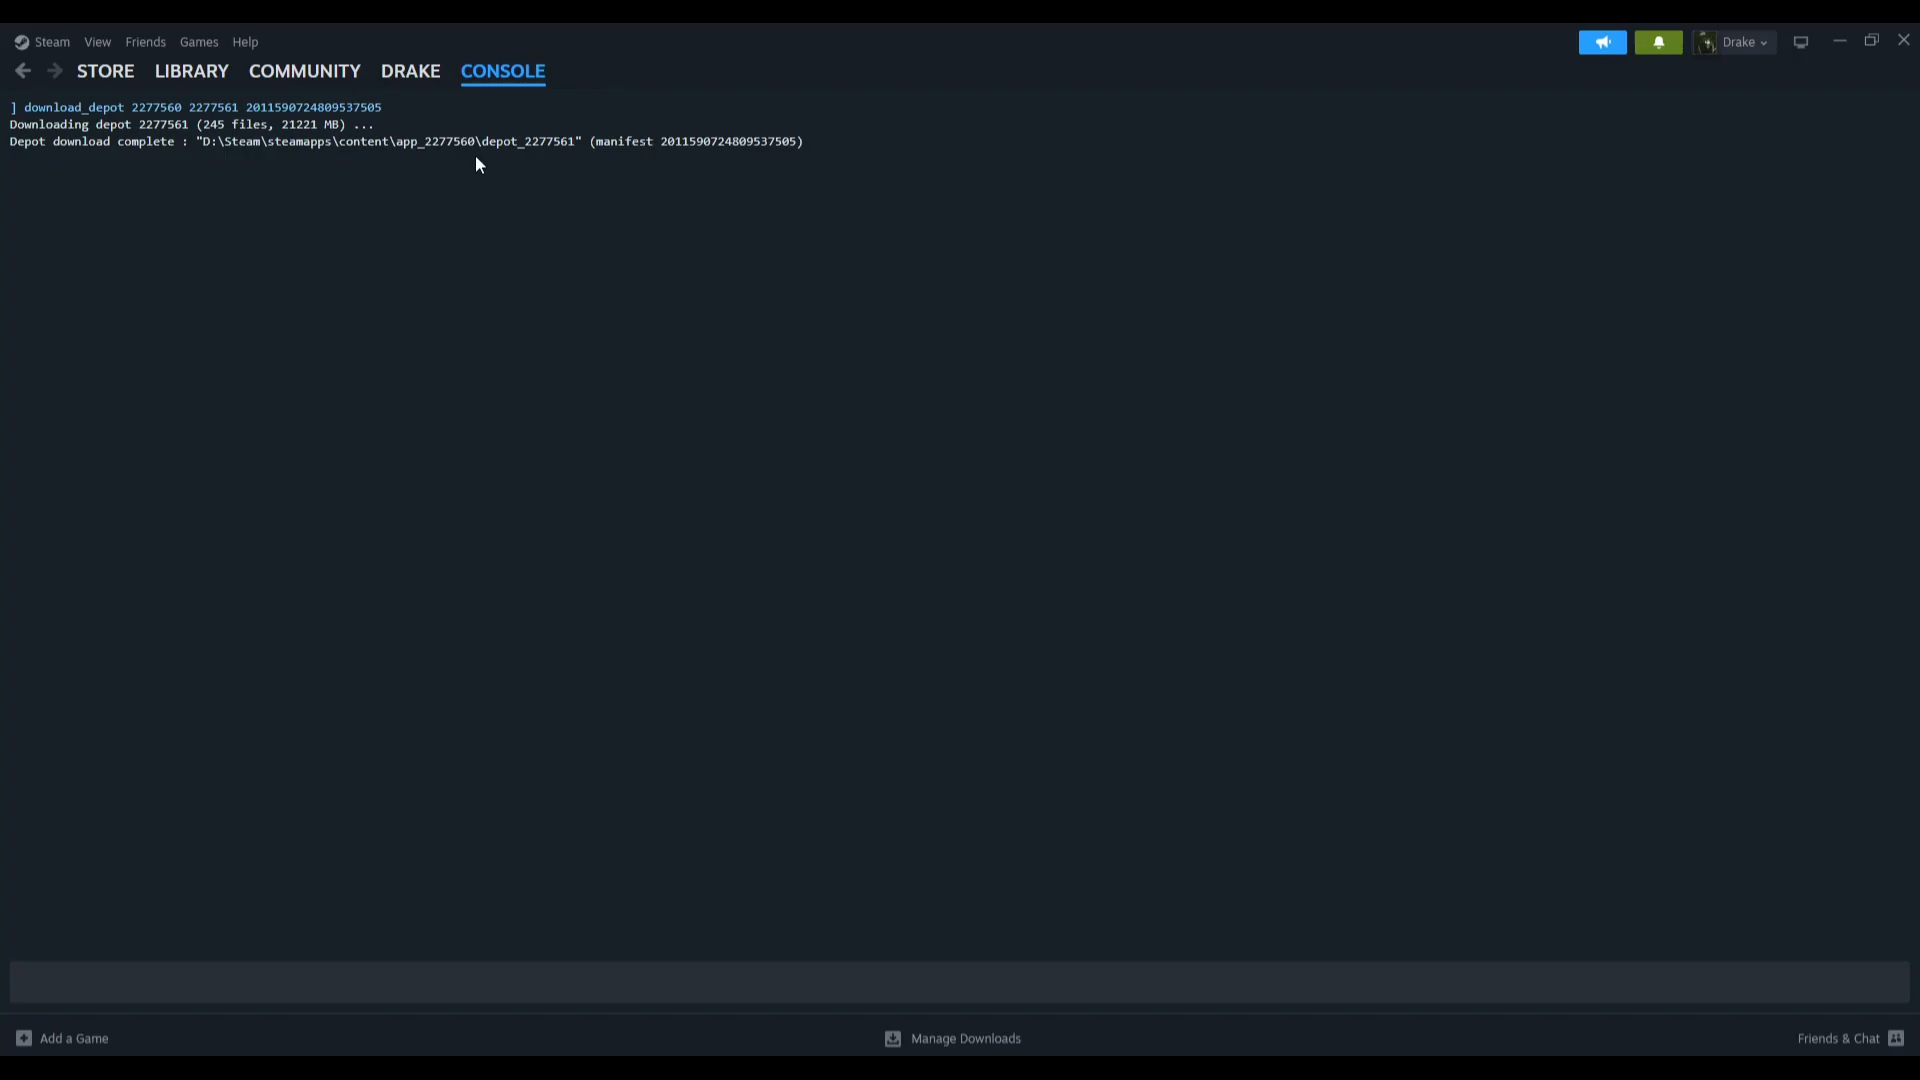 Steam View Friends Games Help Drake
STORE LIBRARY COMMUNITY DRAKE CONSOLE
] download_depot 2277560 2277561 2011590724809537505
Downloading depot 2277561 (245 files, 21221 MB) ...
Depot download complete : "D:\Steam\steamapps\content\app_2277560\depot_2277561" (manifest 2011590724809537505)
Add a Game Manage Downloads Friends & Chat